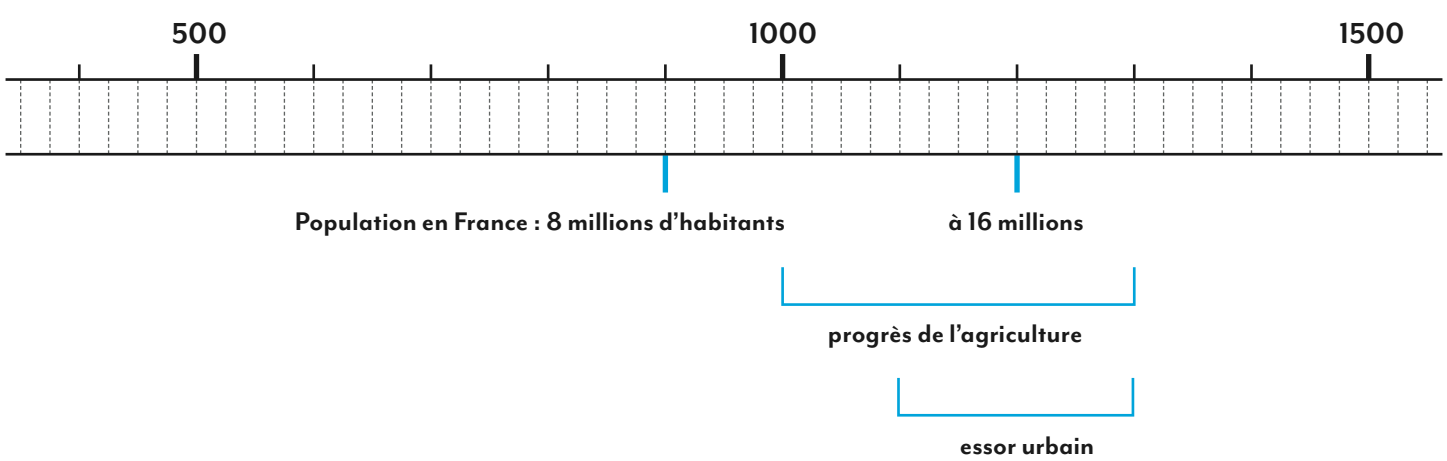 500 1000 1500
Population en France : 8 millions d’habitants à 16 millions
progrès de l’agriculture
essor urbain